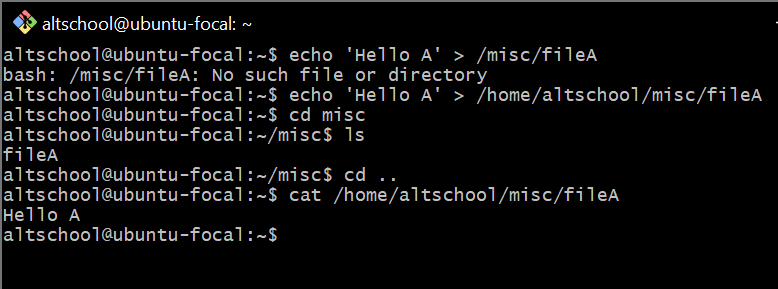 altschool@ubuntu-focal: ~
altschool@ubuntu-focal:~$ echo 'Hello A' > /misc/fileA
bash: /misc/fileA: No such file or directory
altschool@ubuntu-focal:~$ echo 'Hello A' > /home/altschool/misc/fileA
altschool@ubuntu-focal:~$ cd misc
altschool@ubuntu-focal:~/misc$ ls
fileA
altschool@ubuntu-focal:~/misc$ cd ..
altschool@ubuntu-focal:~$ cat /home/altschool/misc/fileA
Hello A
altschool@ubuntu-focal:~$